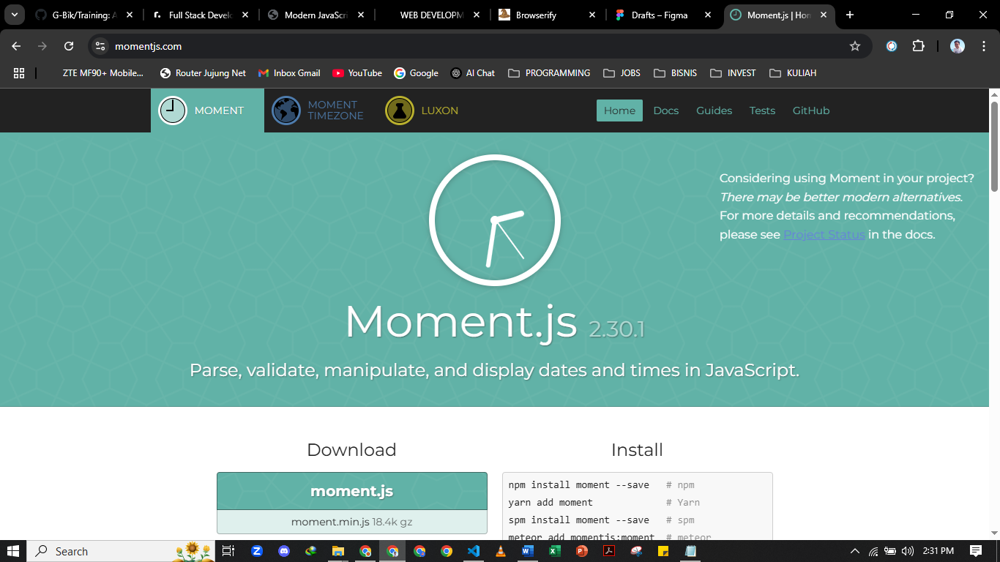 G-Bik/Training: A
Full Stack Develo
Modern JavaScri
WEB DEVELOPM
Browserify
Drafts – Figma
Moment.js | Hom
momentjs.com
ZTE MF90+ Mobile...
Router Jujung Net
Inbox Gmail
YouTube
Google
AI Chat
PROGRAMMING
JOBS
BISNIS
INVEST
KULIAH
MOMENT
MOMENT
TIMEZONE
LUXON
Home
Docs
Guides
Tests
GitHub
Considering using Moment in your project?
There may be better modern alternatives.
For more details and recommendations,
please see Project Status in the docs.
Moment.js 2.30.1
Parse, validate, manipulate, and display dates and times in JavaScript.
Download
moment.js
moment.min.js 18.4k gz
Install
npm install moment --save # npm
yarn add moment # Yarn
spm install moment --save # spm
meteor add momentjs:moment # meteor
Search
2:31 PM